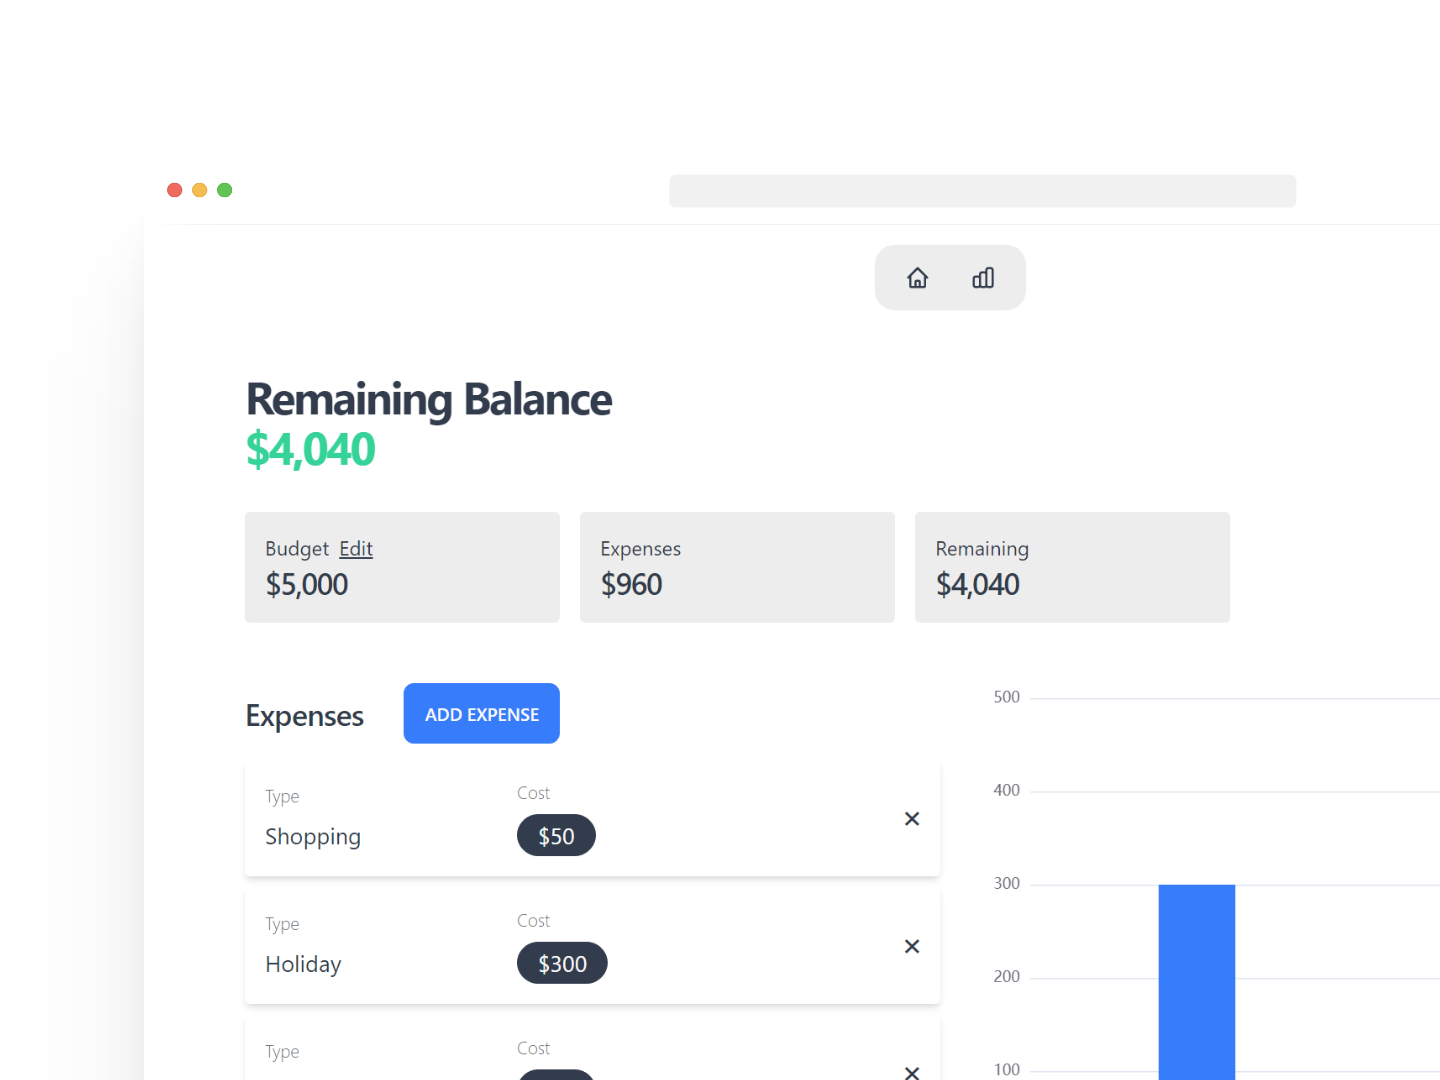 Remaining Balance
$4,040
Budget Edit
$5,000
Expenses
$960
Remaining
$4,040
Expenses
ADD EXPENSE
Type
Cost
Shopping
$50
Type
Cost
Holiday
$300
Type
Cost
500
400
300
200
100